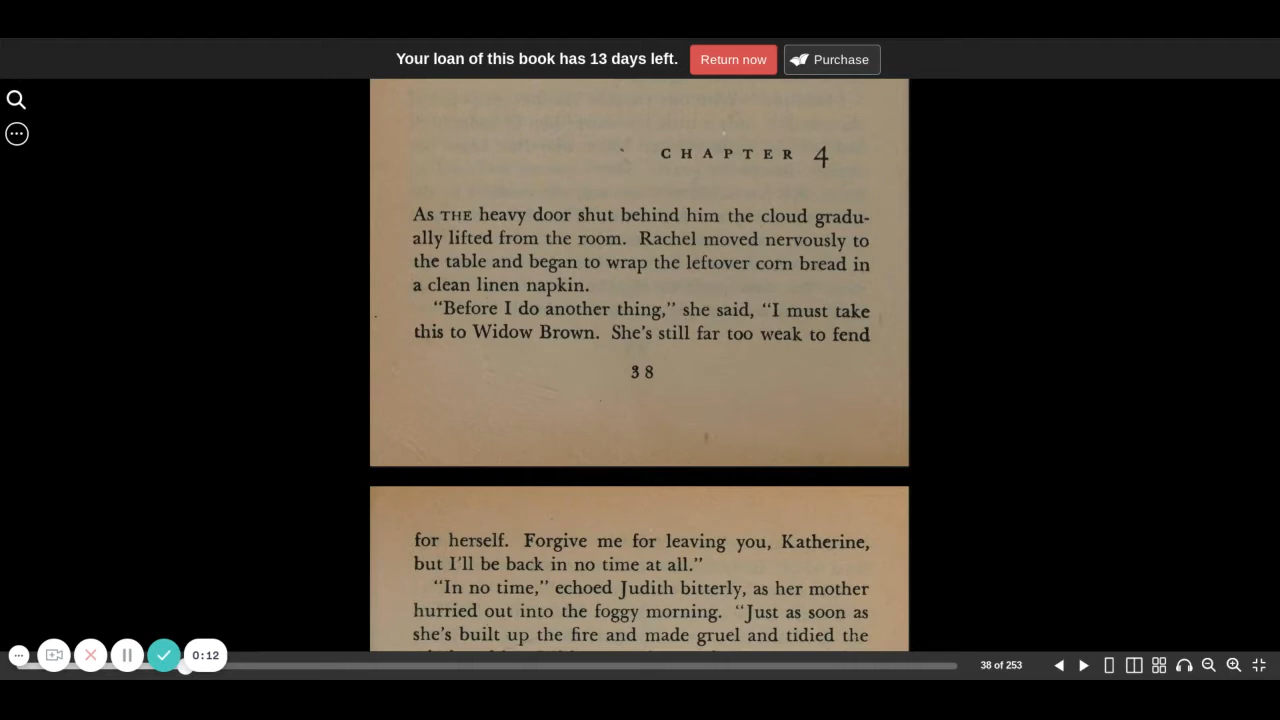 Your loan of this book has 13 days left. Return now Purchase
CHAPTER 4
As THE heavy door shut behind him the cloud gradu-
ally lifted from the room. Rachel moved nervously to
the table and began to wrap the leftover corn bread in
a clean linen napkin.
"Before I do another thing," she said, "I must take
this to Widow Brown. She's still far too weak to fend
38
for herself. Forgive me for leaving you, Katherine,
but I'll be back in no time at all."
"In no time," echoed Judith bitterly, as her mother
hurried out into the foggy morning. "Just as soon as
she's built up the fire and made gruel and tidied the
0:12
38 of 253